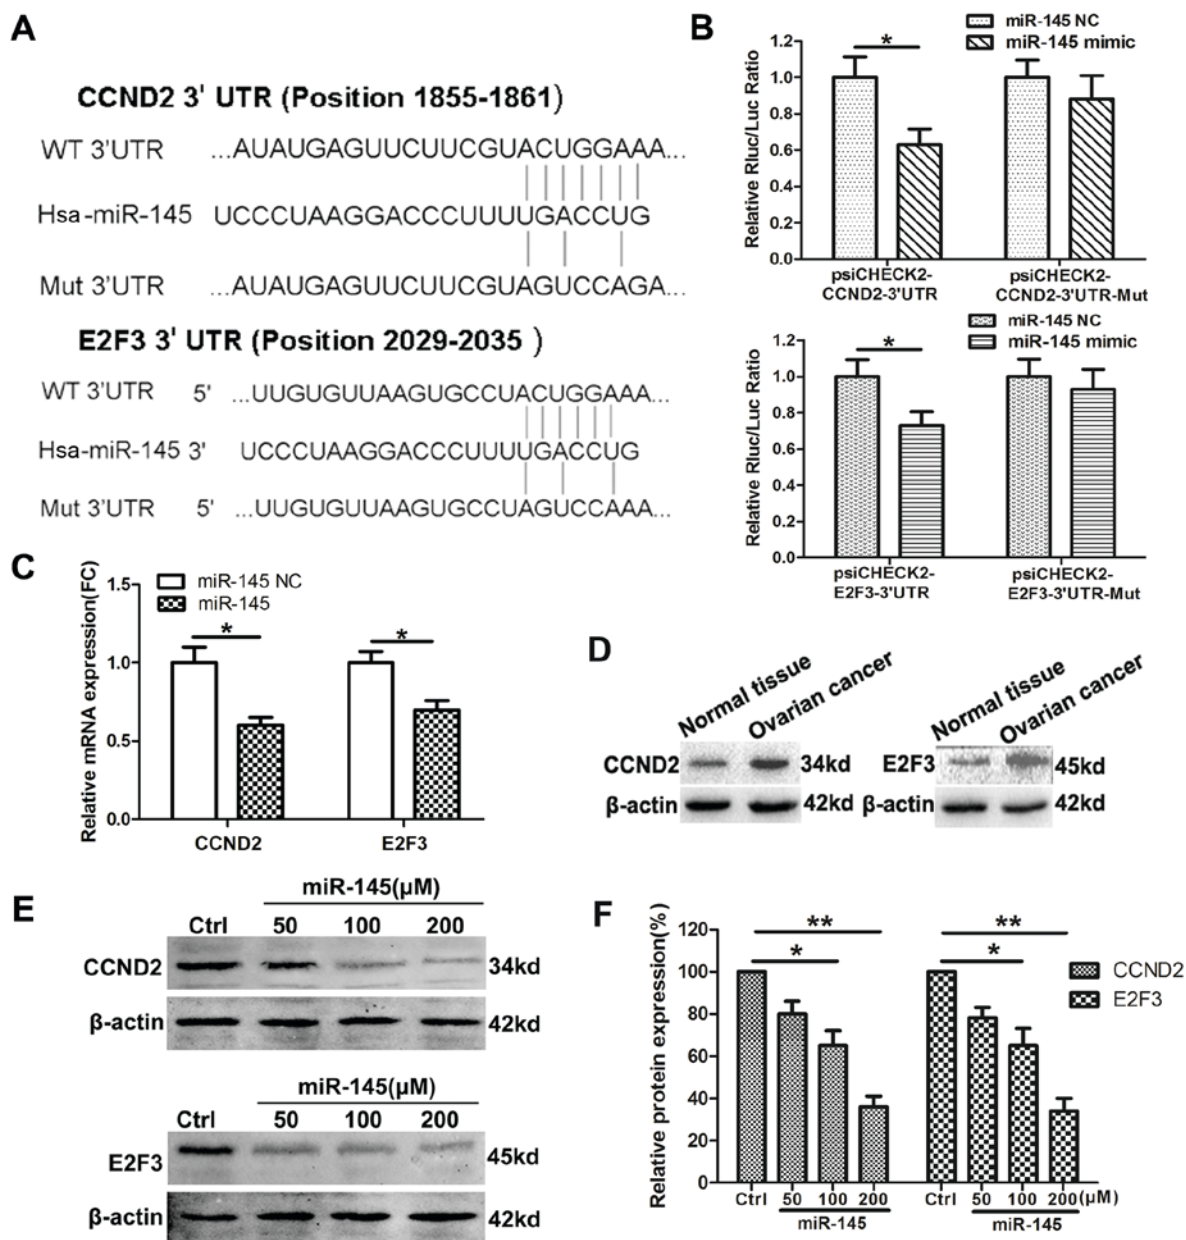 A
CCND2 3' UTR (Position 1855-1861)
WT 3'UTR ...AUAUGAGUUCUUCGUACUGGAAA...
Hsa-miR-145 UCCCUAAGGACCCUUUUGACCUG
Mut 3'UTR ...AUAUGAGUUCUUCGUAGUCCAGA...
E2F3 3' UTR (Position 2029-2035 )
WT 3'UTR 5' ...UUGUGUUAAGUGCCUACUGGAAA...
Hsa-miR-145 3' UCCCUAAGGACCCUUUUGACCUG
Mut 3'UTR 5' ...UUGUGUUAAGUGCCUAGUCCAAA...
B
miR-145 NC
miR-145 mimic
Relative Rluc/Luc Ratio
1.2
1.0
0.8
0.6
0.4
0.2
0.0
*
psiCHECK2-
CCND2-3'UTR
psiCHECK2-
CCND2-3'UTR-Mut
miR-145 NC
miR-145 mimic
Relative Rluc/Luc Ratio
1.2
1.0
0.8
0.6
0.4
0.2
0.0
*
psiCHECK2-
E2F3-3'UTR
psiCHECK2-
E2F3-3'UTR-Mut
C
miR-145 NC
miR-145
Relative mRNA expression(FC)
1.5
1.0
0.5
0.0
* *
CCND2 E2F3
D
Normal tissue
Ovarian cancer
CCND2 34kd
β-actin 42kd
Normal tissue
Ovarian cancer
E2F3 45kd
β-actin 42kd
E
miR-145(μM)
Ctrl 50 100 200
CCND2 34kd
β-actin 42kd
miR-145(μM)
Ctrl 50 100 200
E2F3 45kd
β-actin 42kd
F
Relative protein expression(%)
120
100
80
60
40
20
0
** **
* *
CCND2
E2F3
Ctrl 50 100 200 Ctrl 50 100 200(μM)
miR-145 miR-145